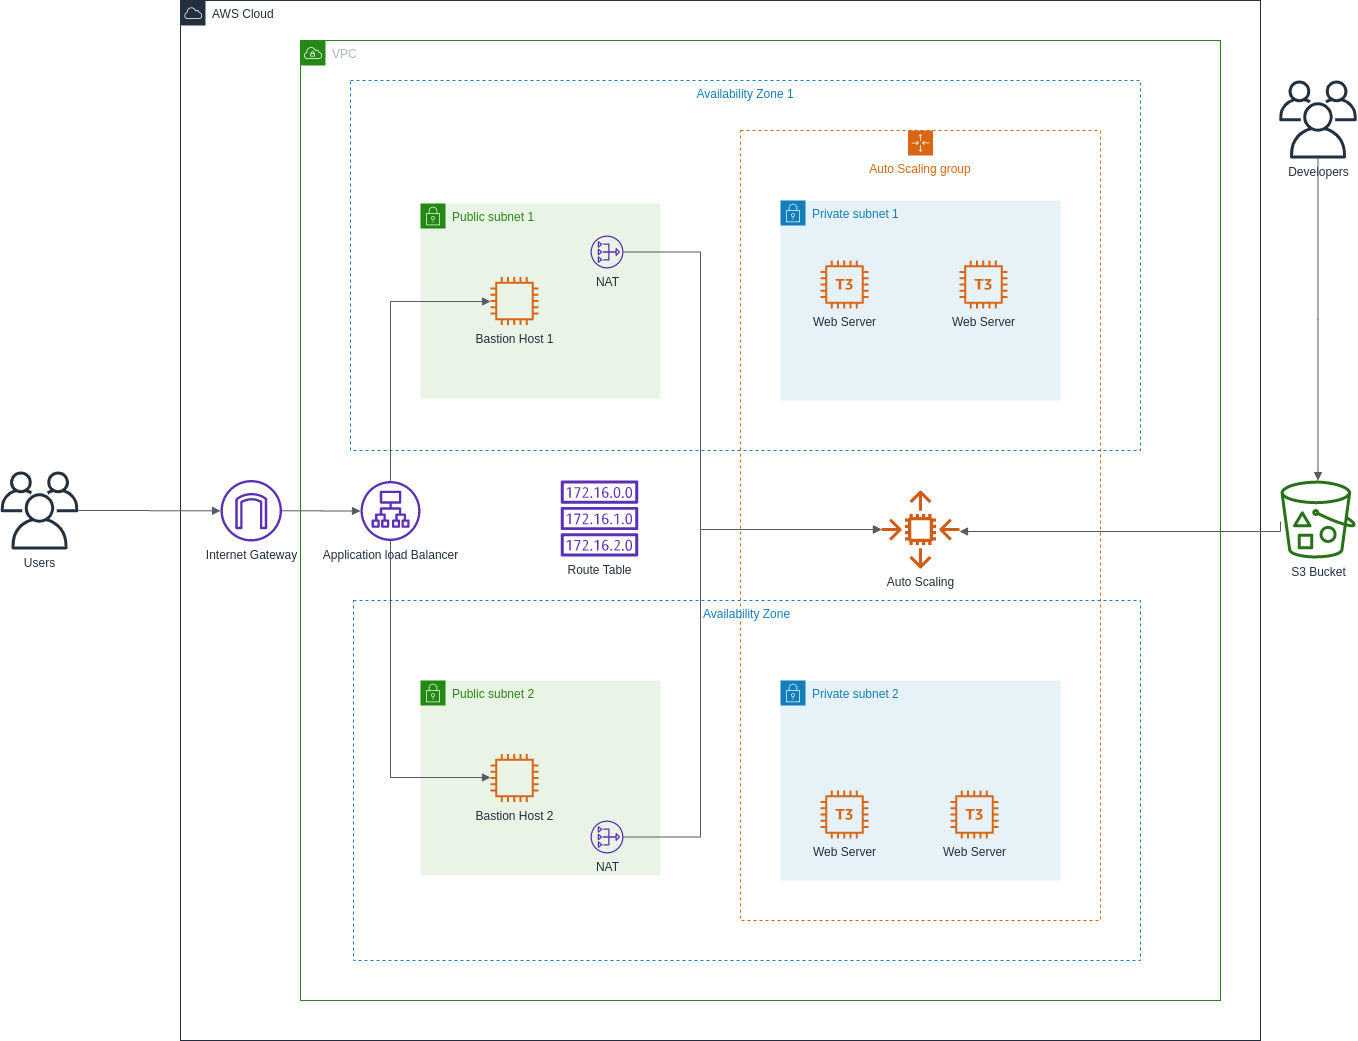 AWS Cloud
VPC
Availability Zone 1
Auto Scaling group
Developers
Public subnet 1
Private subnet 1
NAT
T3
T3
Bastion Host 1
Web Server
Web Server
Users
Internet Gateway
Application load Balancer
172.16.0.0
172.16.1.0
172.16.2.0
Route Table
Auto Scaling
S3 Bucket
Availability Zone
Public subnet 2
Private subnet 2
Bastion Host 2
T3
T3
NAT
Web Server
Web Server